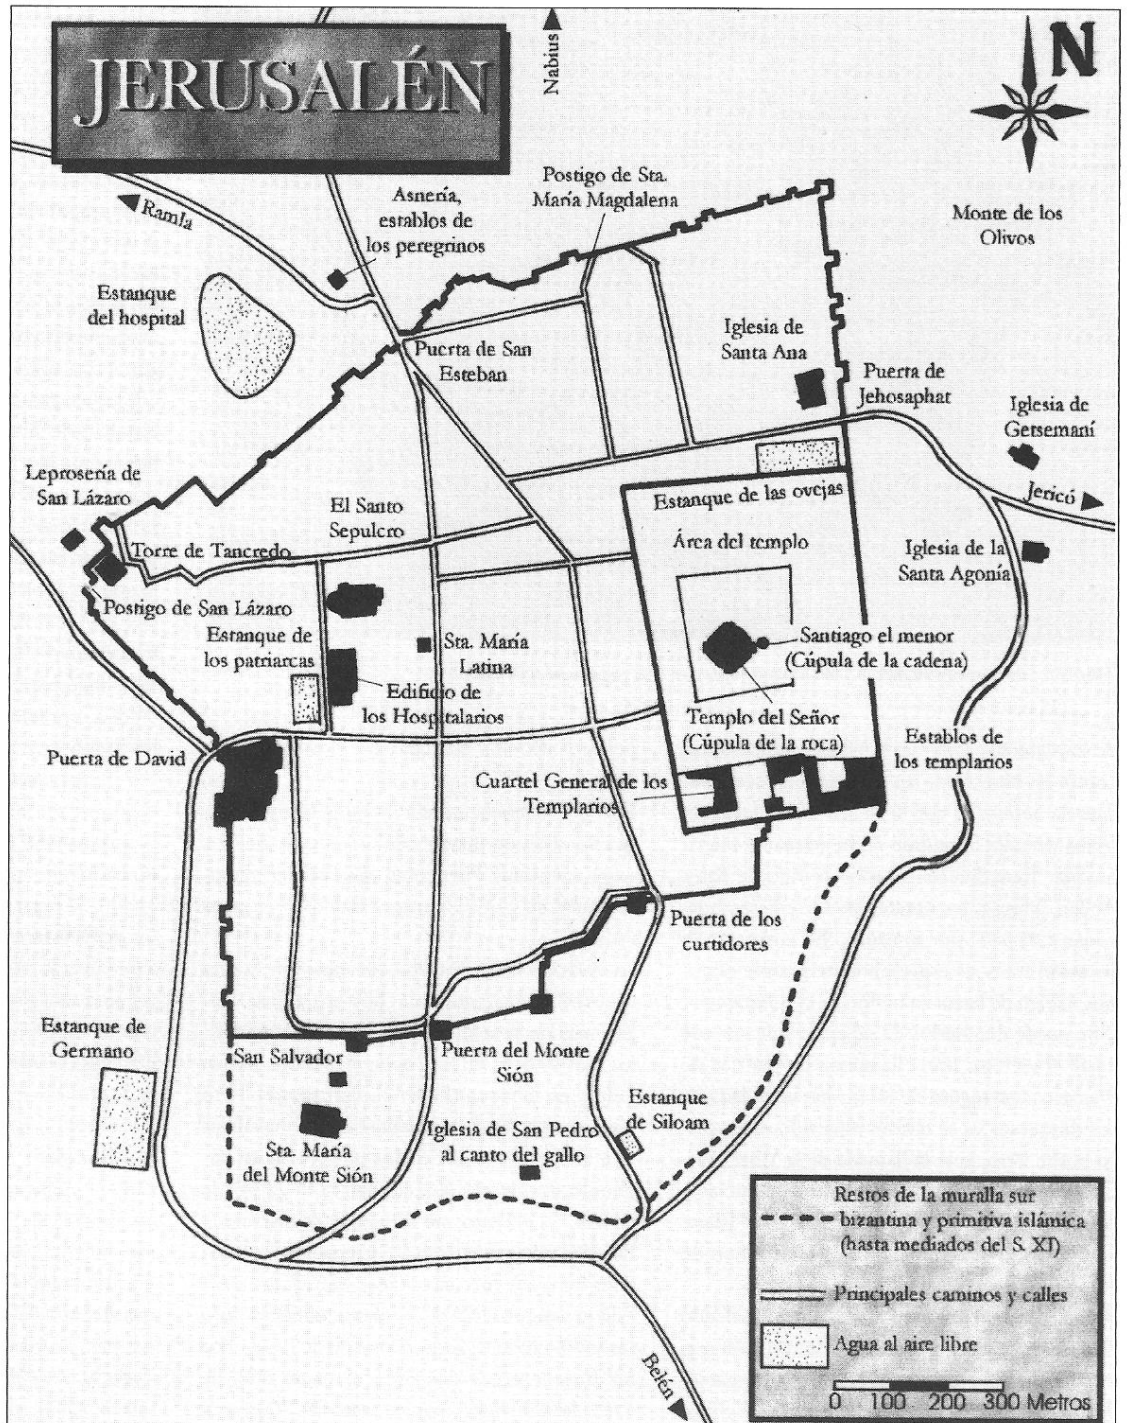 JERUSALÉN
Nabius
N
Ramla
Asnería,
establos de
los peregrinos
Postigo de Sta.
María Magdalena
Monte de los
Olivos
Estanque
del hospital
Puerta de San
Esteban
Iglesia de
Santa Ana
Puerta de
Jehosaphat
Iglesia de
Getsemaní
Jericó
Leprosería de
San Lázaro
El Santo
Sepulcro
Estanque de las ovejas
Torre de Tancredo
Área del templo
Iglesia de la
Santa Agonía
Postigo de San Lázaro
Estanque de
los patriarcas
Sta. María
Latina
Santiago el menor
(Cúpula de la cadena)
Edificio de
los Hospitalarios
Templo del Señor
(Cúpula de la roca)
Puerta de David
Establos de
los templarios
Cuartel General de los
Templarios
Puerta de los
curtidores
Estanque de
Germano
San Salvador
Puerta del Monte
Sión
Estanque
de Siloam
Sta. María
del Monte Sión
Iglesia de San Pedro
al canto del gallo
Belén
Restos de la muralla sur
bizantina y primitiva islámica
(hasta mediados del S. XI)
Principales caminos y calles
Agua al aire libre
0 100 200 300 Metros